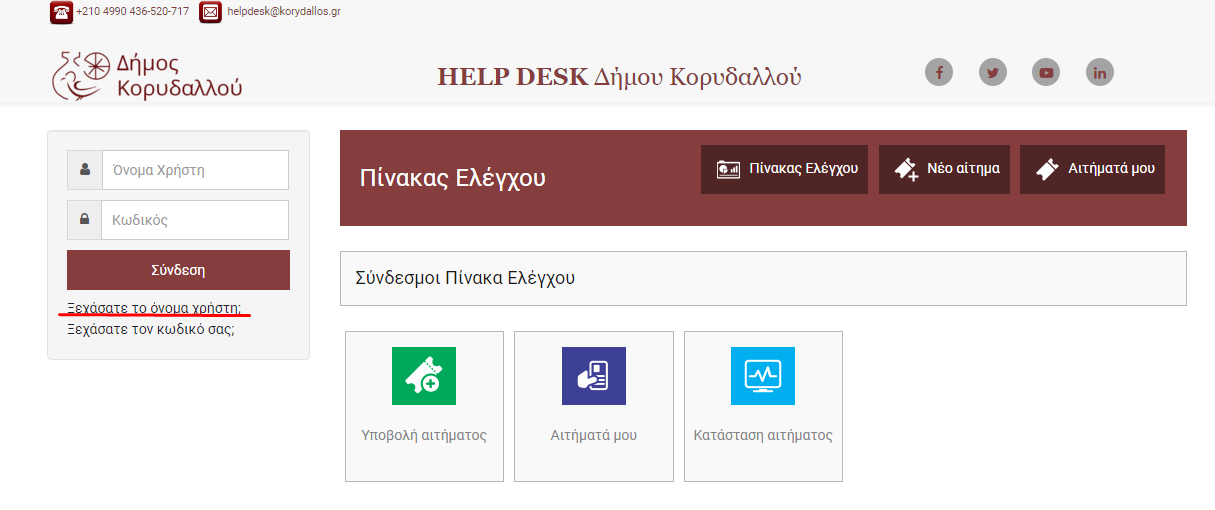 +210 4990 436-520-717 helpdesk@korydallos.gr
Δήμος
Κορυδαλλού
HELP DESK Δήμου Κορυδαλλού
Όνομα Χρήστη
Κωδικός
Σύνδεση
Ξεχάσατε το όνομα χρήστη;
Ξεχάσατε τον κωδικό σας;
Πίνακας Ελέγχου
Πίνακας Ελέγχου Νέο αίτημα Αιτήματά μου
Σύνδεσμοι Πίνακα Ελέγχου
Υποβολή αιτήματος Αιτήματά μου Κατάσταση αιτήματος